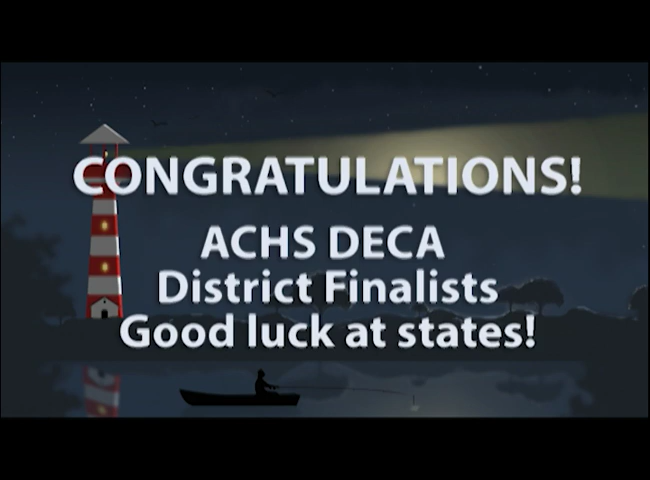 CONGRATULATIONS!
ACHS DECA
District Finalists
Good luck at states!